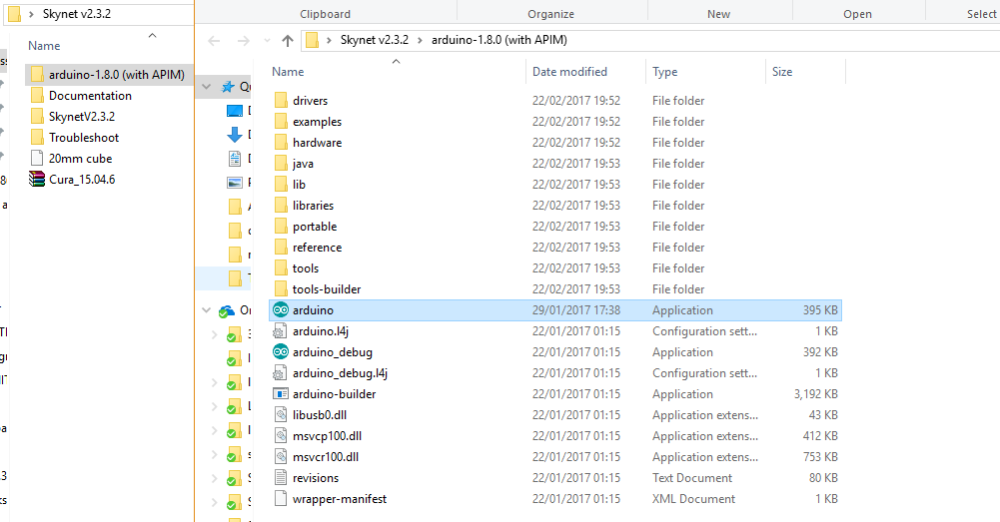 Skynet v2.3.2
Name
arduino-1.8.0 (with APIM)
Documentation
SkynetV2.3.2
Troubleshoot
20mm cube
Cura_15.04.6
Clipboard Organize New Open Select
Skynet v2.3.2 arduino-1.8.0 (with APIM)
Name Date modified Type Size
drivers 22/02/2017 19:52 File folder
examples 22/02/2017 19:52 File folder
hardware 22/02/2017 19:52 File folder
java 22/02/2017 19:53 File folder
lib 22/02/2017 19:53 File folder
libraries 22/02/2017 19:53 File folder
portable 22/02/2017 19:53 File folder
reference 22/02/2017 19:53 File folder
tools 22/02/2017 19:53 File folder
tools-builder 22/02/2017 19:53 File folder
arduino 29/01/2017 17:38 Application 395 KB
arduino.l4j 22/01/2017 01:15 Configuration sett... 1 KB
arduino_debug 22/01/2017 01:15 Application 392 KB
arduino_debug.l4j 22/01/2017 01:15 Configuration sett... 1 KB
arduino-builder 22/01/2017 01:15 Application 3,192 KB
libusb0.dll 22/01/2017 01:15 Application extens... 43 KB
msvcp100.dll 22/01/2017 01:15 Application extens... 412 KB
msvcr100.dll 22/01/2017 01:15 Application extens... 753 KB
revisions 22/01/2017 01:15 Text Document 80 KB
wrapper-manifest 22/01/2017 01:15 XML Document 1 KB